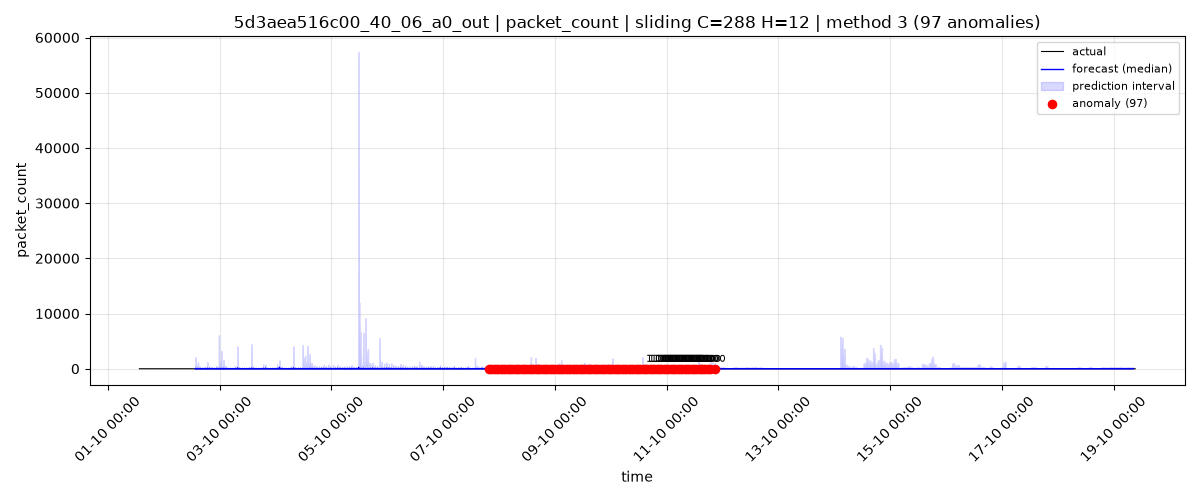 5d3aea516c00_40_06_a0_out | packet_count | sliding C=288 H=12 | method 3 (97 anomalies)
actual
forecast (median)
prediction interval
anomaly (97)
packet_count
60000
50000
40000
30000
20000
10000
0
01-10 00:00
03-10 00:00
05-10 00:00
07-10 00:00
09-10 00:00
11-10 00:00
13-10 00:00
15-10 00:00
17-10 00:00
19-10 00:00
time